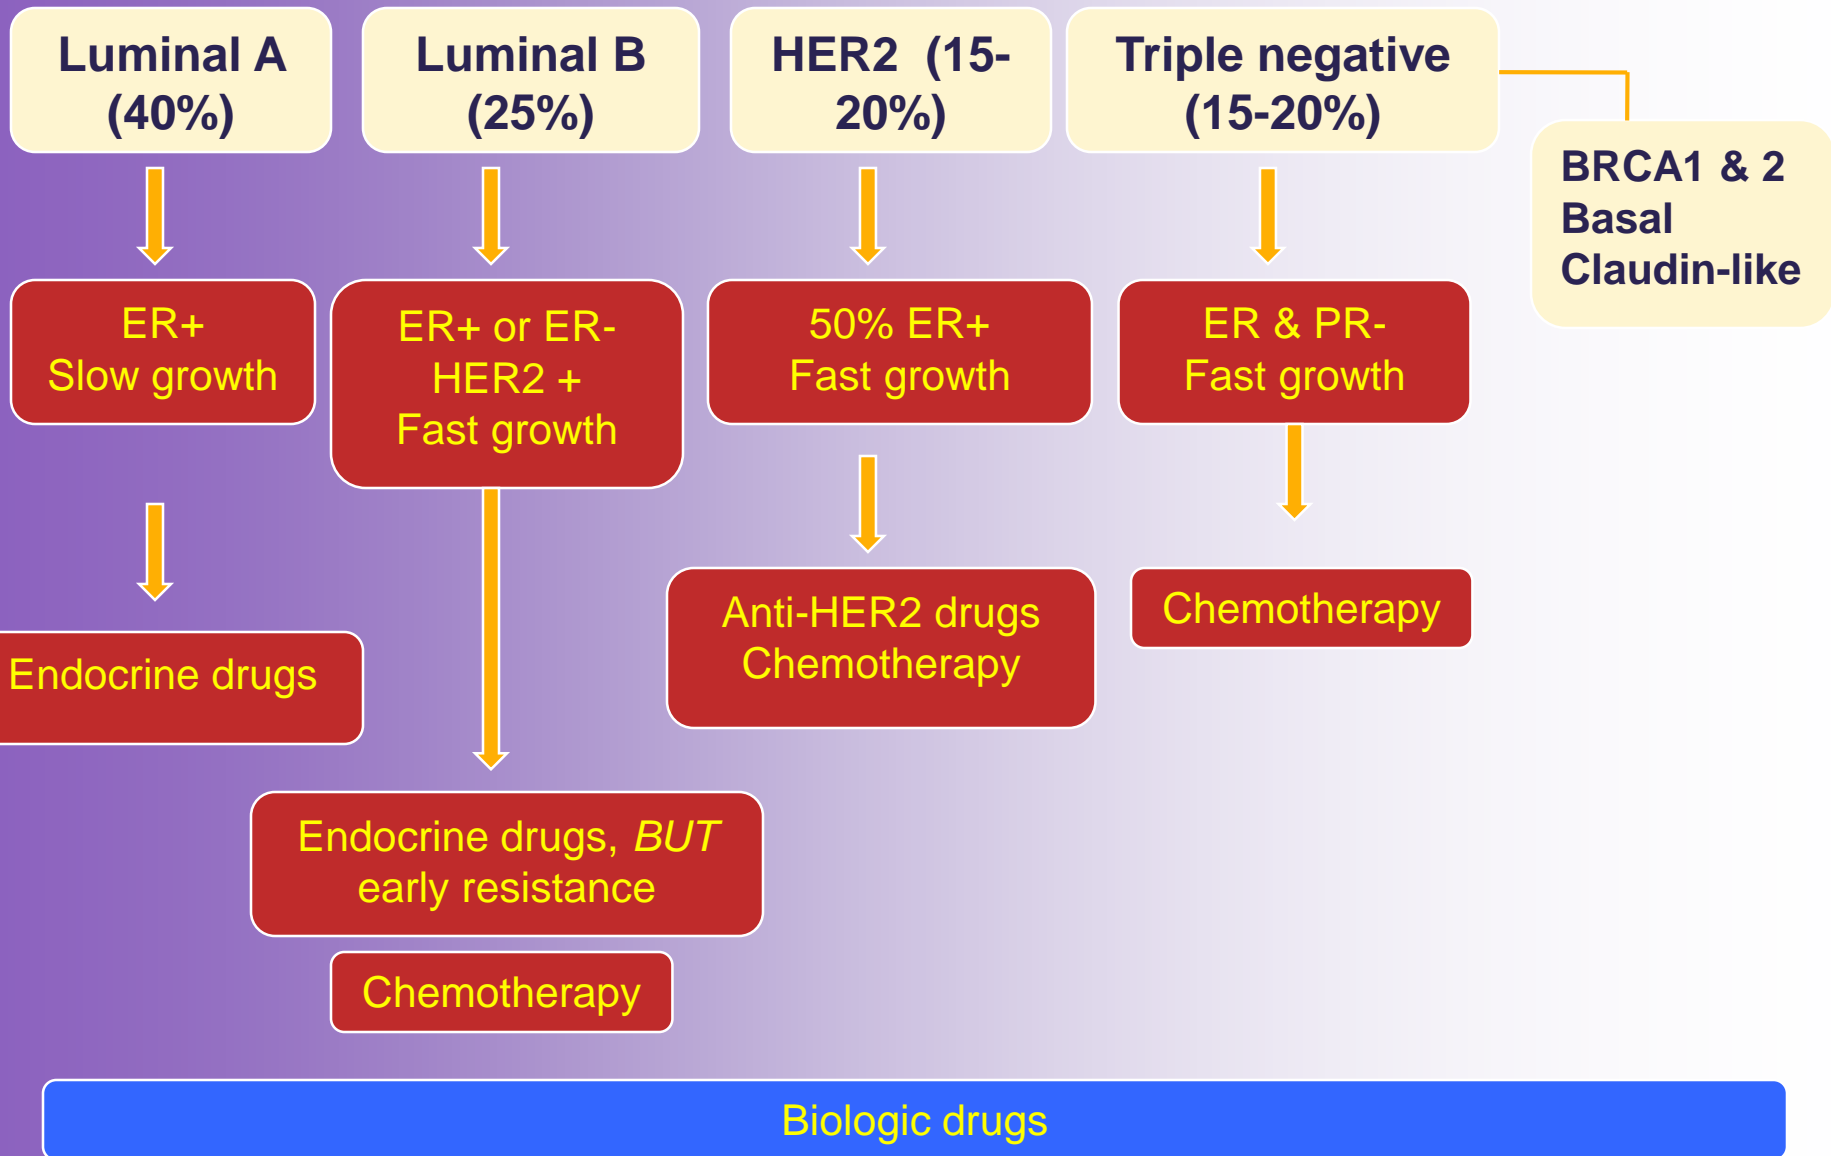 Luminal A
(40%)
Luminal B
(25%)
HER2  (15-
20%)
Triple negative
(15-20%)
BRCA1 & 2
Basal
Claudin-like
ER+
Slow growth
ER+ or ER-
HER2 +
Fast growth
50% ER+
Fast growth
ER & PR-
Fast growth
Endocrine drugs
Anti-HER2 drugs
Chemotherapy
Chemotherapy
Endocrine drugs, BUT
early resistance
Chemotherapy
Biologic drugs